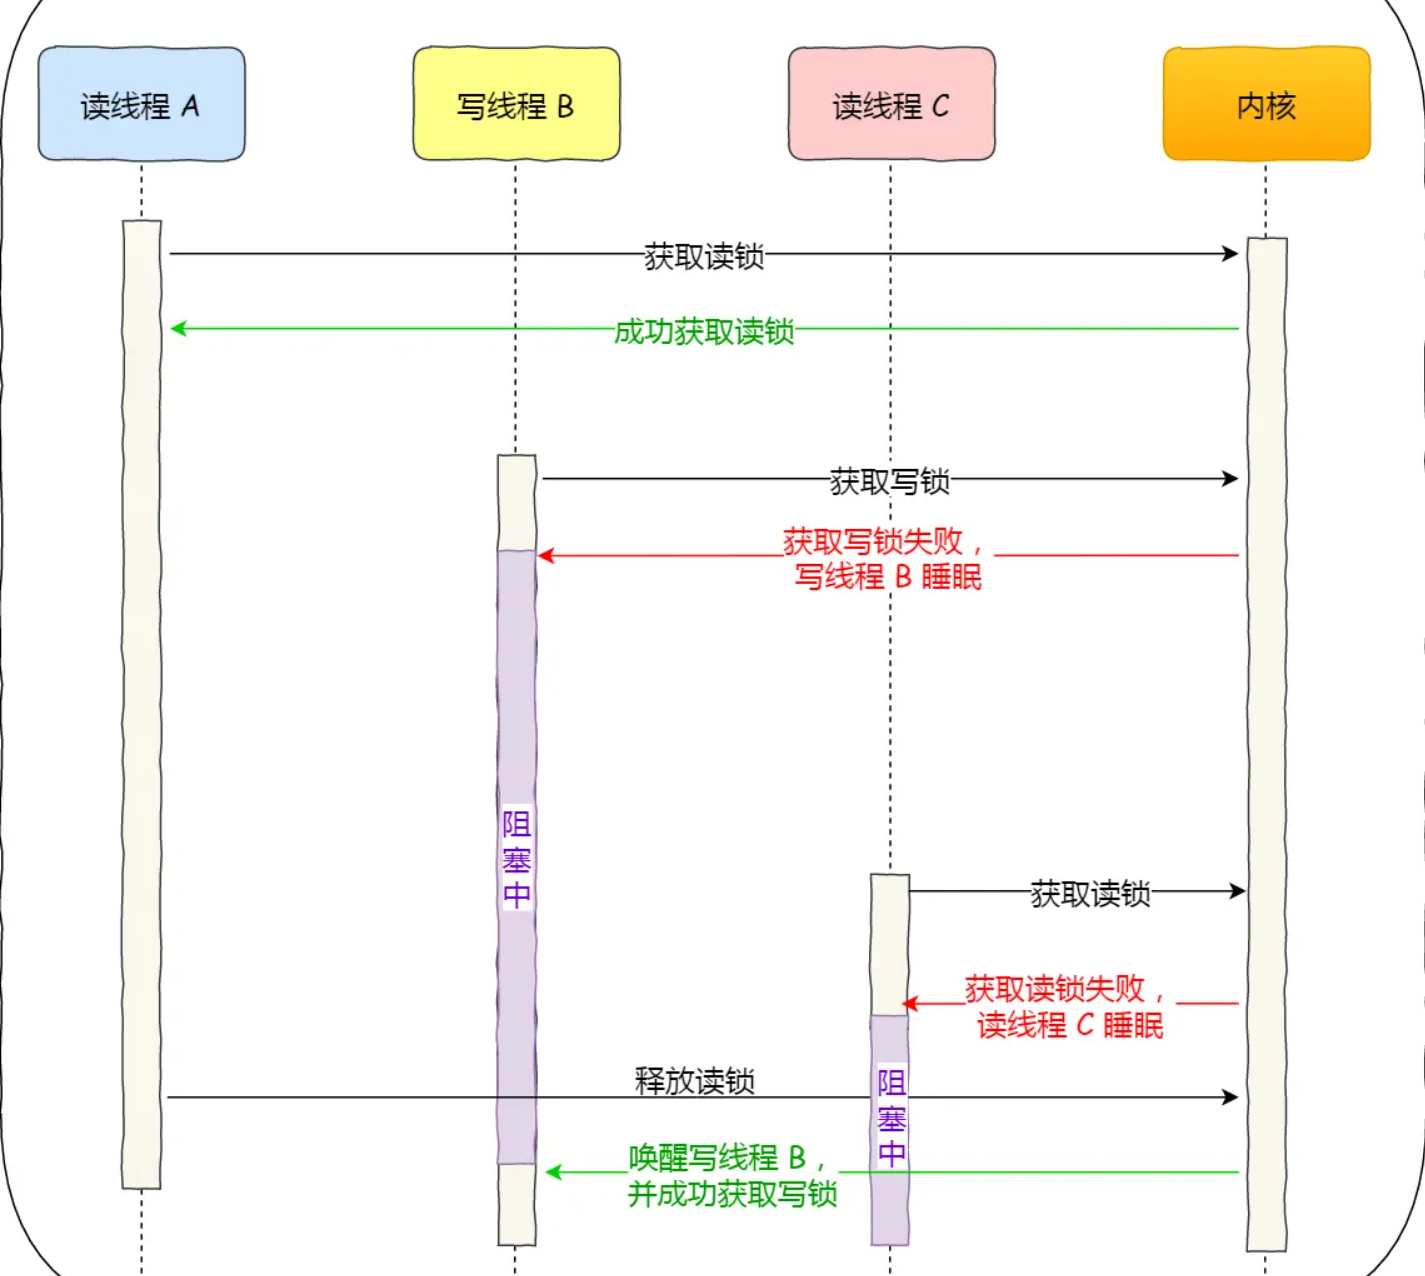 读线程 A
写线程 B
读线程 C
内核
获取读锁
成功获取读锁
获取写锁
获取写锁失败，
写线程 B 睡眠
阻
塞
中
获取读锁
获取读锁失败，
读线程 C 睡眠
释放读锁
阻
塞
中
唤醒写线程 B，
并成功获取写锁